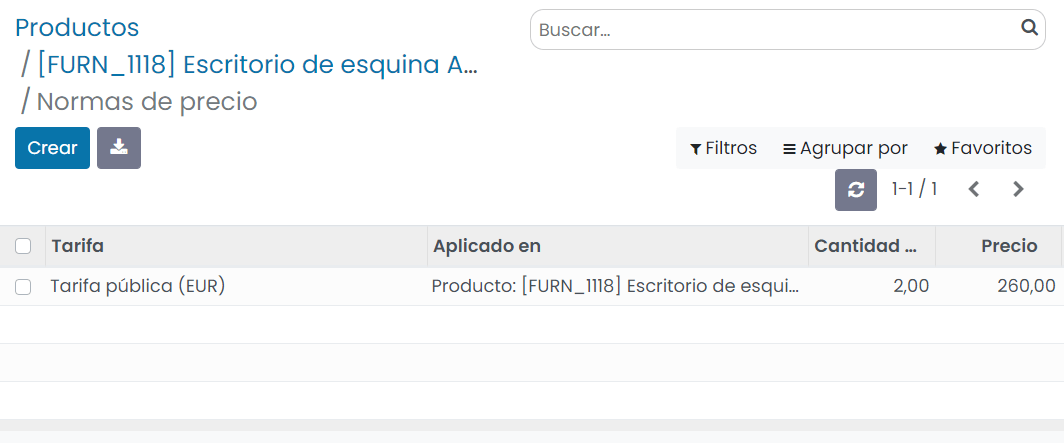 Productos
/ [FURN_1118] Escritorio de esquina A...
/ Normas de precio
Buscar...
Crear
Filtros Agrupar por Favoritos
1-1 / 1
Tarifa Aplicado en Cantidad ... Precio
Tarifa pública (EUR) Producto: [FURN_1118] Escritorio de esqui... 2,00 260,00